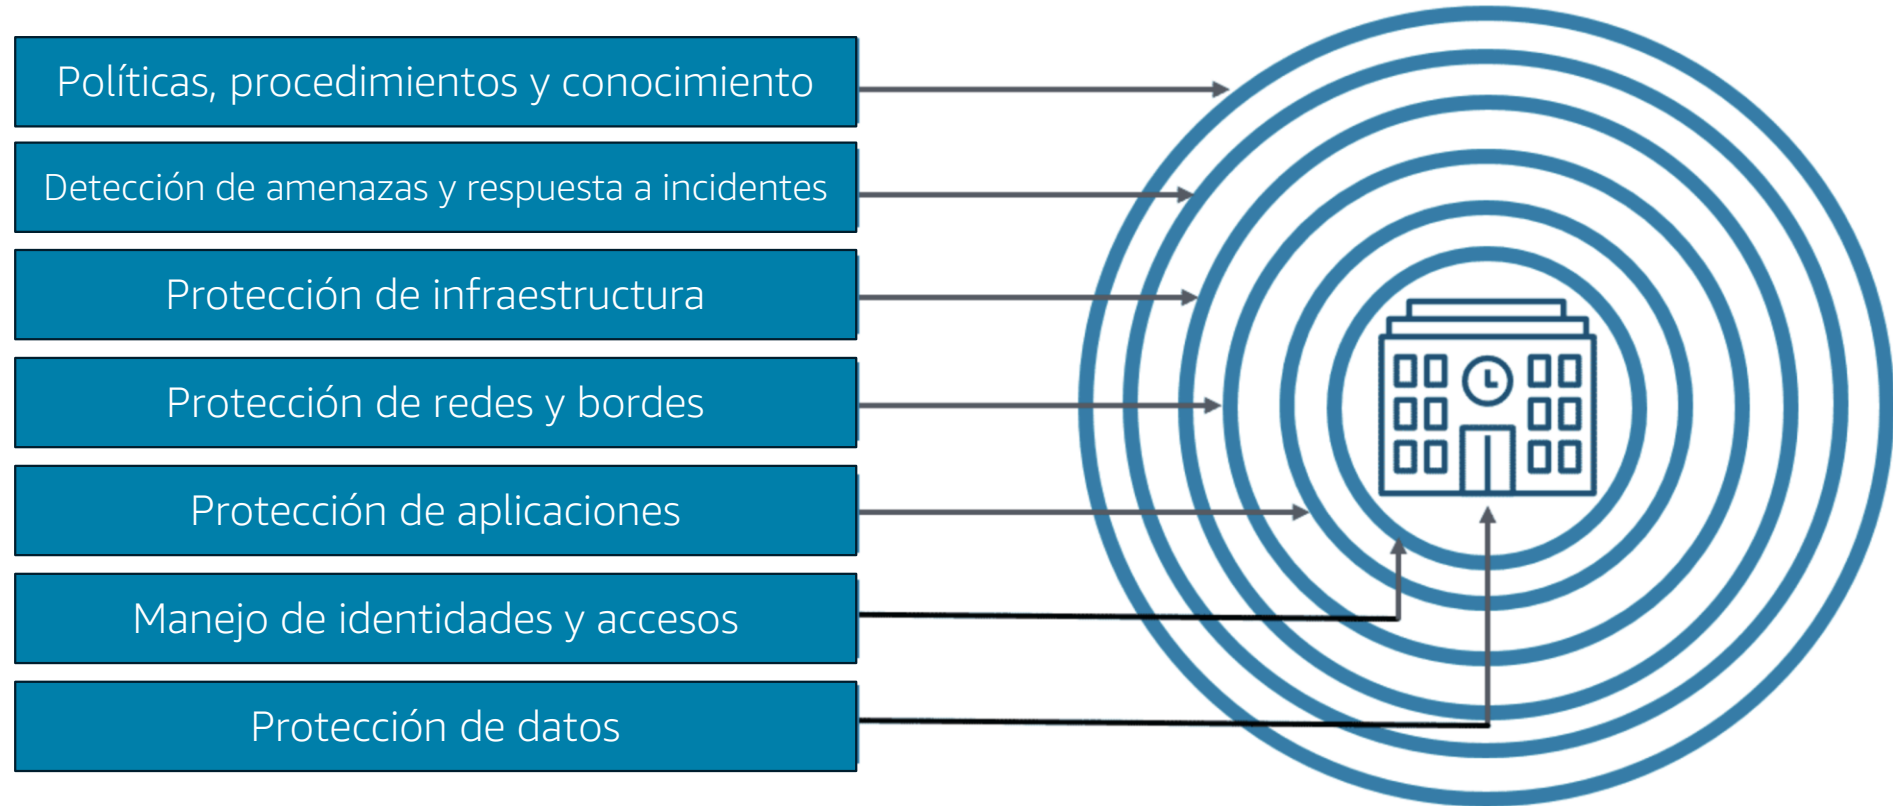 Políticas, procedimientos y conocimiento
Detección de amenazas y respuesta a incidentes
Protección de infraestructura
Protección de redes y bordes
Protección de aplicaciones
Manejo de identidades y accesos
Protección de datos